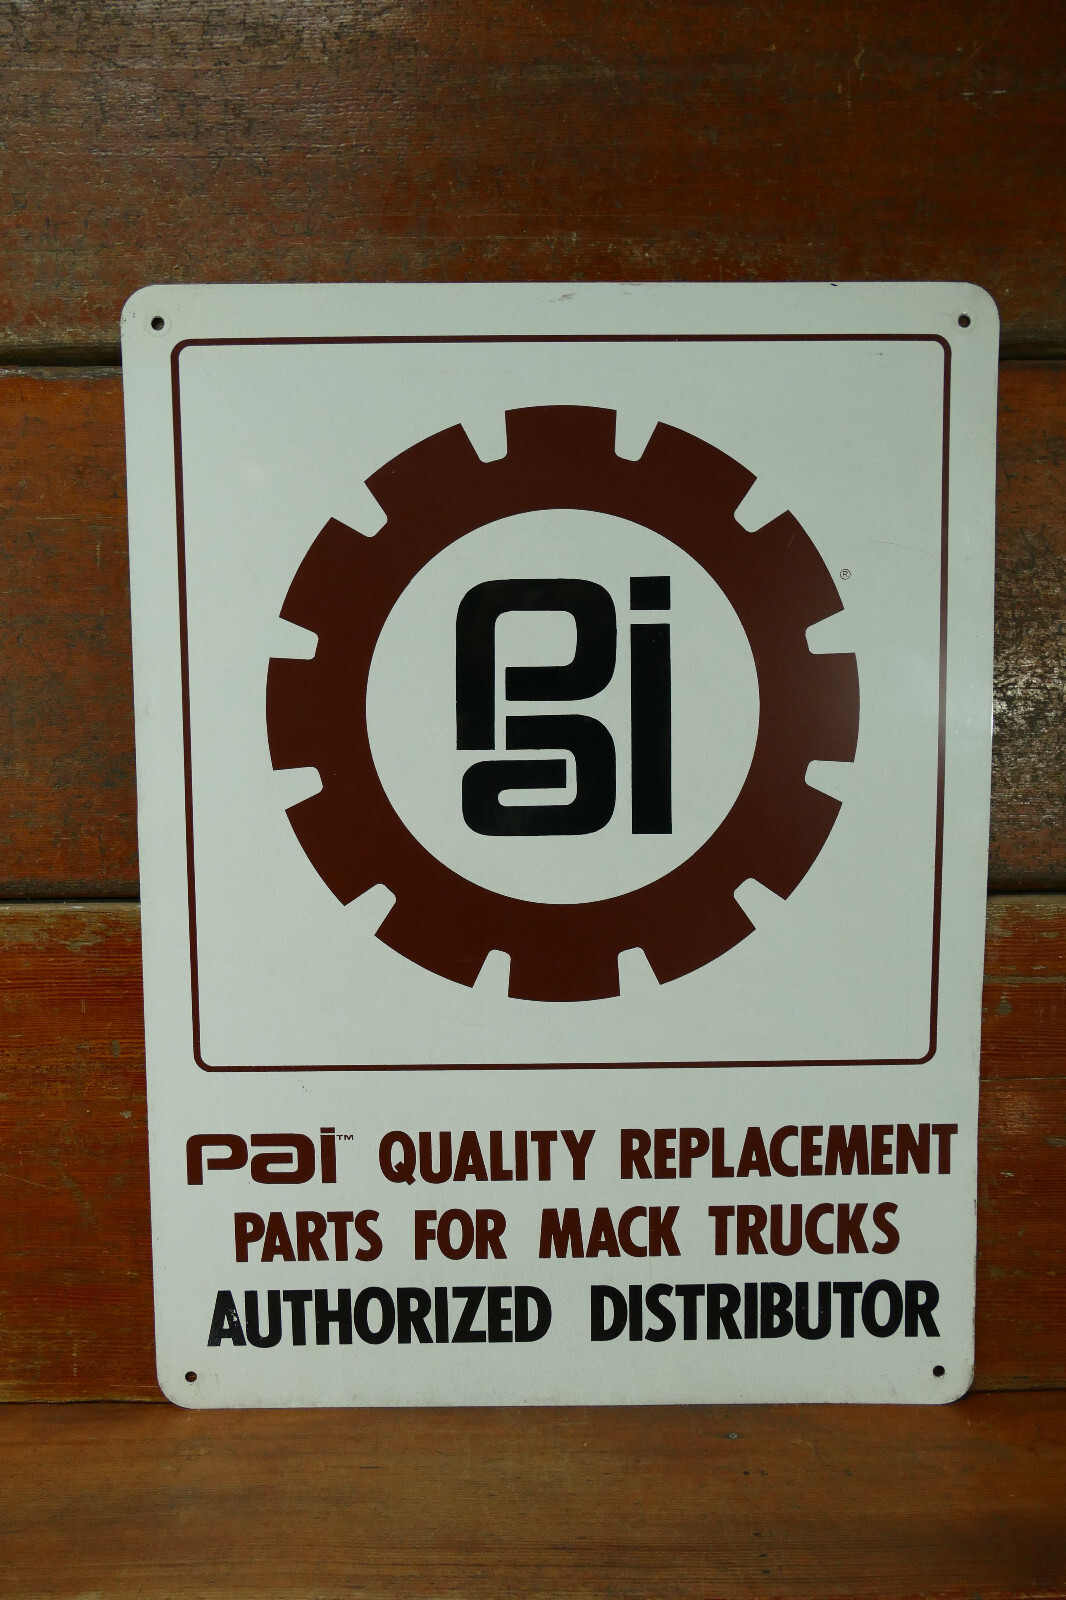 pai
®
pai™ QUALITY REPLACEMENT
PARTS FOR MACK TRUCKS
AUTHORIZED DISTRIBUTOR